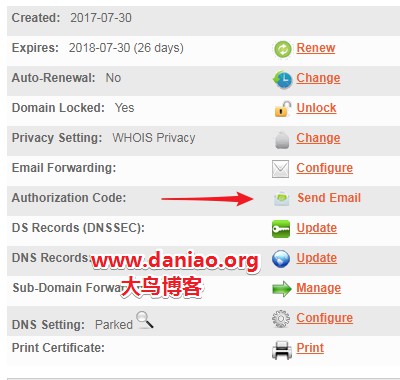 Created: 2017-07-30
Expires: 2018-07-30 (26 days) Renew
Auto-Renewal: No Change
Domain Locked: Yes Unlock
Privacy Setting: WHOIS Privacy Change
Email Forwarding: Configure
Authorization Code: Send Email
DS Records (DNSSEC): Update
DNS Records: Update
www.daniao.org
Sub-Domain Forwarding: Manage
大鸟博客
DNS Setting: Parked Configure
Print Certificate: Print